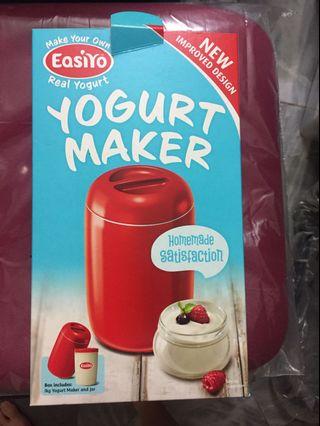 Make Your Own
EasiYo
Real Yogurt
NEW
IMPROVED DESIGN
YOGURT
MAKER
Homemade
satisfaction
EasiYo
Box includes:
1kg Yogurt Maker and Jar